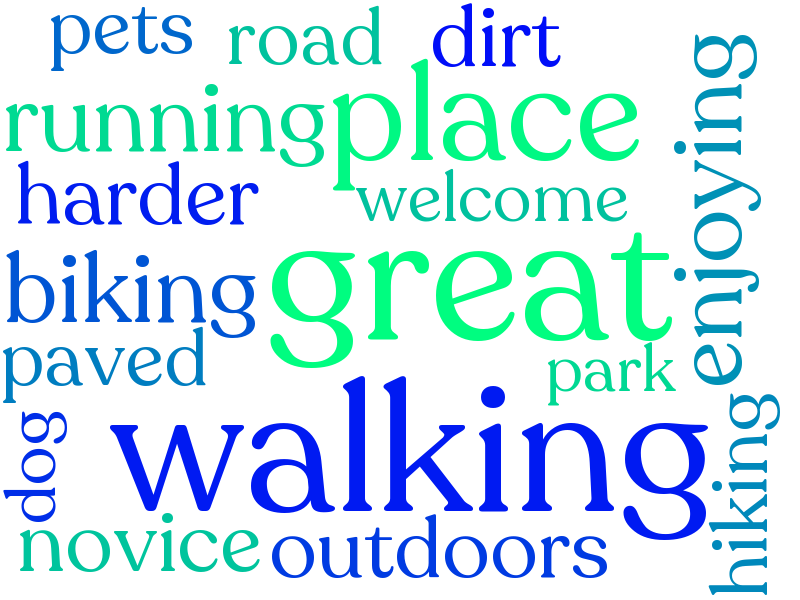 pets
road
dirt
running
place
enjoying
harder
welcome
biking
great
paved
park
walking
dog
hiking
novice
outdoors